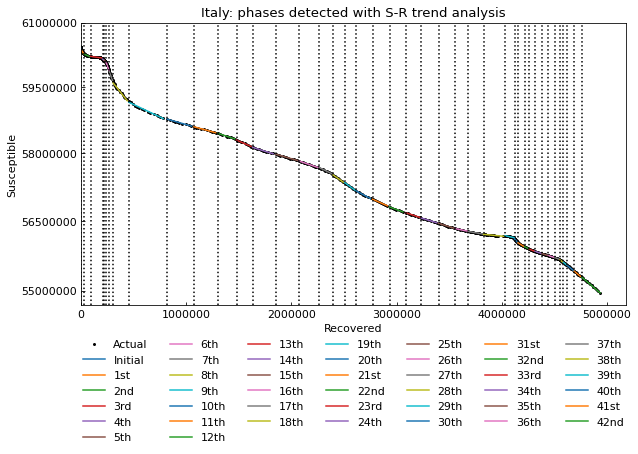 Italy: phases detected with S-R trend analysis
61000000
59500000
58000000
56500000
55000000
Susceptible
0 1000000 2000000 3000000 4000000 5000000
Recovered
Actual 6th 13th 19th 25th 31st 37th
Initial 7th 14th 20th 26th 32nd 38th
1st 8th 15th 21st 27th 33rd 39th
2nd 9th 16th 22nd 28th 34th 40th
3rd 10th 17th 23rd 29th 35th 41st
4th 11th 18th 24th 30th 36th 42nd
5th 12th